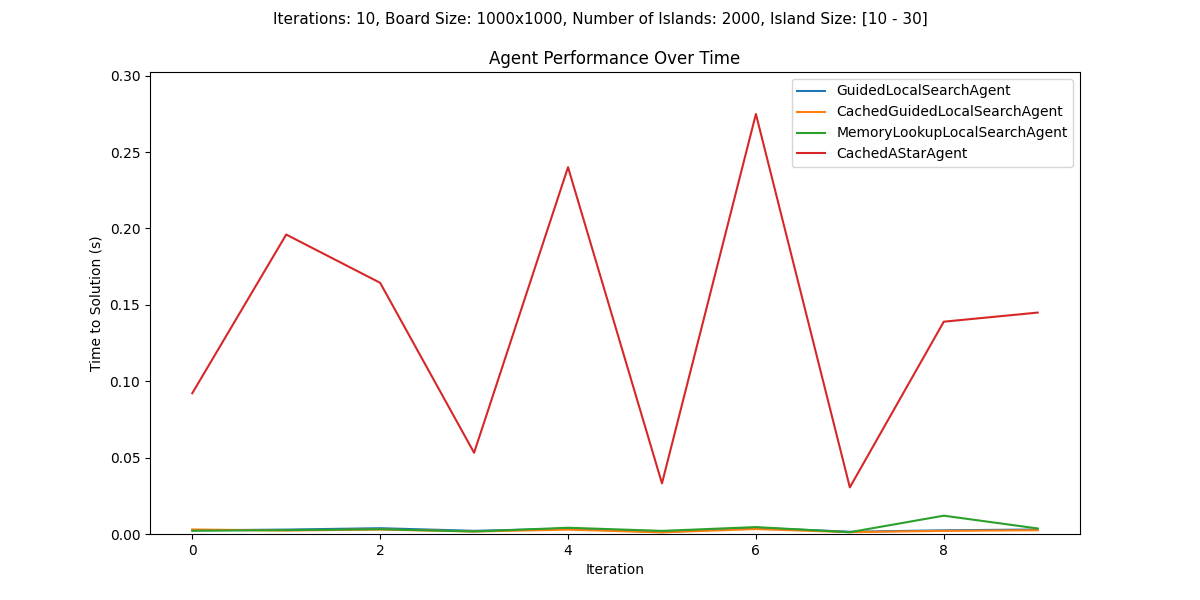 Iterations: 10, Board Size: 1000x1000, Number of Islands: 2000, Island Size: [10 - 30]
Agent Performance Over Time
GuidedLocalSearchAgent
CachedGuidedLocalSearchAgent
MemoryLookupLocalSearchAgent
CachedAStarAgent
Time to Solution (s)
0.30
0.25
0.20
0.15
0.10
0.05
0.00
0 2 4 6 8
Iteration